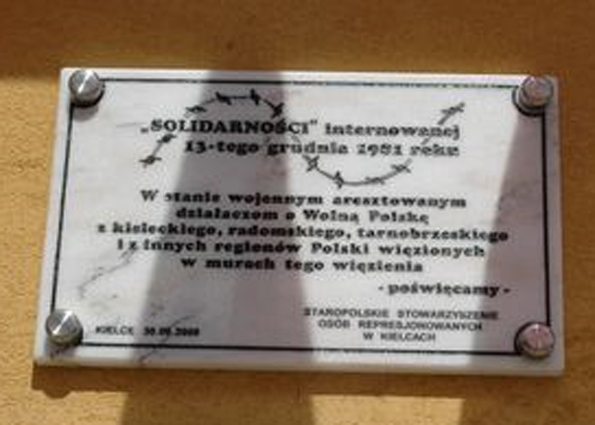 „SOLIDARNOŚCI" internowanej
13-tego grudnia 1981 roku
W stanie wojennym aresztowanym
działaczom o Wolną Polskę
z kieleckiego, radomskiego, tarnobrzeskiego
i z innych regionów Polski więzionych
w murach tego więzienia
- poświęcamy -
STAROPOLSKIE STOWARZYSZENIE
OSÓB REPRESJONOWANYCH
W KIELCACH
KIELCE